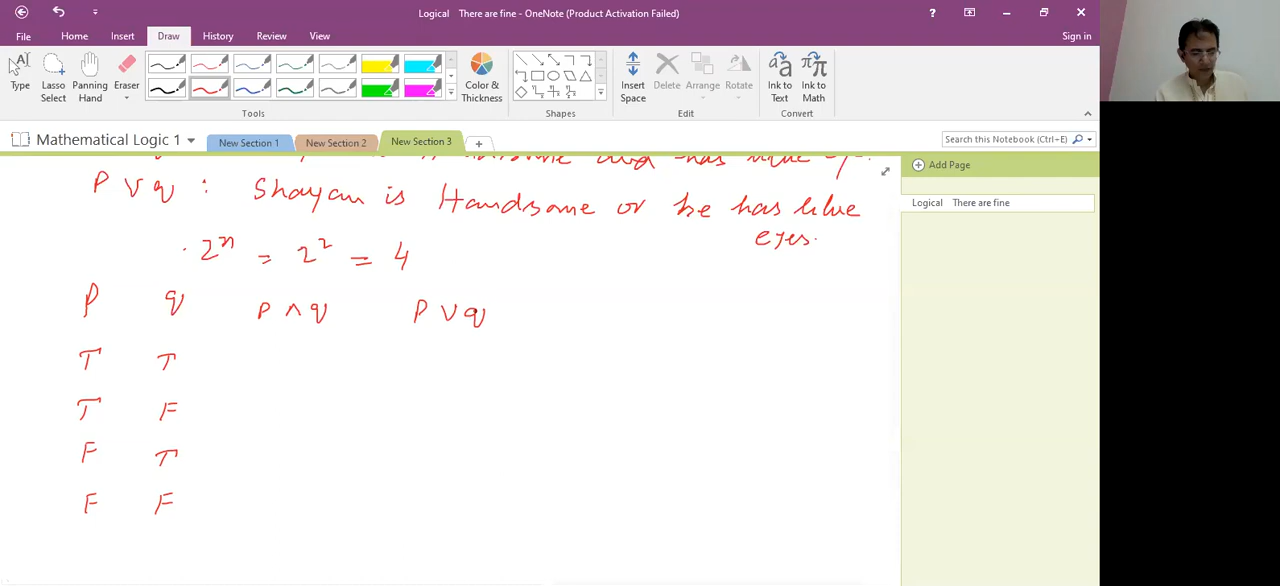 Logical There are fine - OneNote (Product Activation Failed)
File Home Insert Draw History Review View Sign in
Type Lasso Select Panning Hand Eraser Color & Thickness Insert Space Delete Arrange Rotate Ink to Text Ink to Math
Tools Shapes Edit Convert
Mathematical Logic 1 New Section 1 New Section 2 New Section 3 Search this Notebook (Ctrl+E)
Add Page
Logical There are fine
and has blue
P ∨ q : Shayan is Handsome or he has blue
eyes.
2ⁿ = 2² = 4
P q P ∧ q P ∨ q
T T
T F
F T
F F